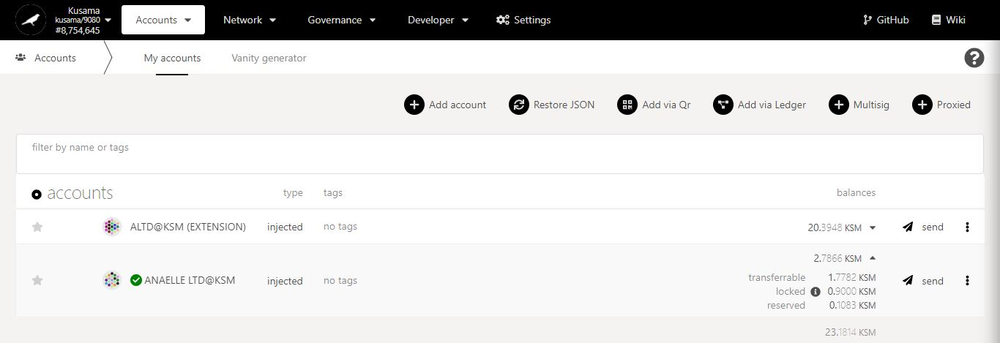 Kusama
kusama/9080
#8,754,645
Accounts Network Governance Developer Settings GitHub Wiki
Accounts My accounts Vanity generator
Add account Restore JSON Add via Qr Add via Ledger Multisig Proxied
filter by name or tags
accounts type tags balances
ALTD@KSM (EXTENSION) injected no tags 20.3948 KSM send
2.7866 KSM
ANAELLE LTD@KSM injected no tags send
transferrable 1.7782 KSM
locked 0.9000 KSM
reserved 0.1083 KSM
23.1814 KSM